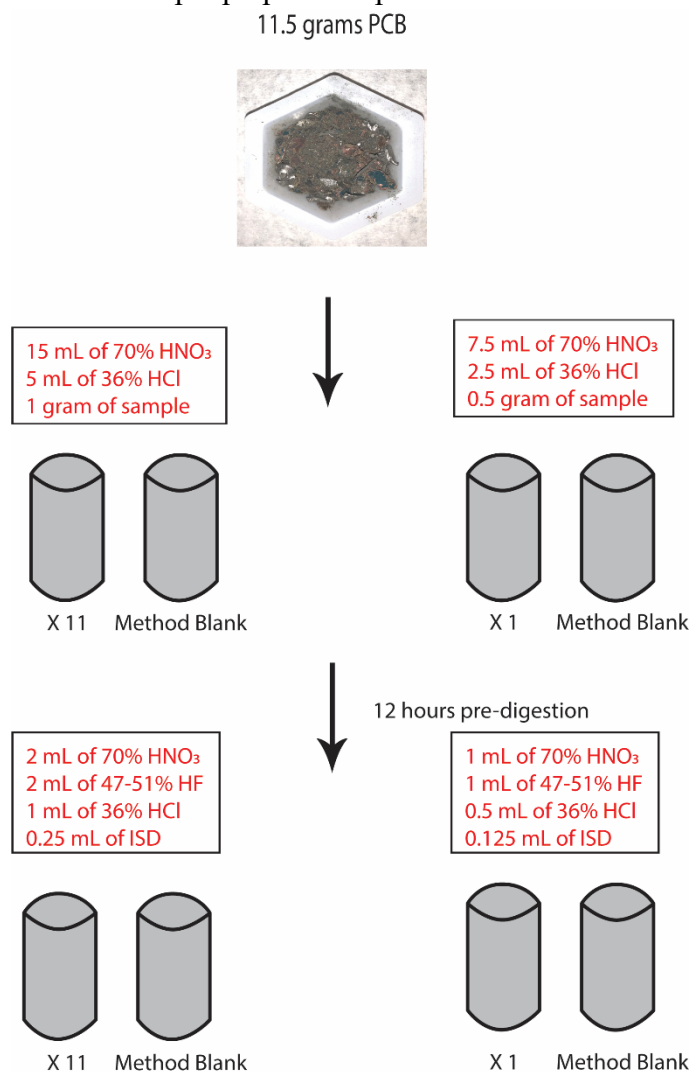 11.5 grams PCB
15 mL of 70% HNO₃
5 mL of 36% HCl
1 gram of sample
7.5 mL of 70% HNO₃
2.5 mL of 36% HCl
0.5 gram of sample
X 11 Method Blank
X 1 Method Blank
12 hours pre-digestion
2 mL of 70% HNO₃
2 mL of 47-51% HF
1 mL of 36% HCl
0.25 mL of ISD
1 mL of 70% HNO₃
1 mL of 47-51% HF
0.5 mL of 36% HCl
0.125 mL of ISD
X 11 Method Blank
X 1 Method Blank